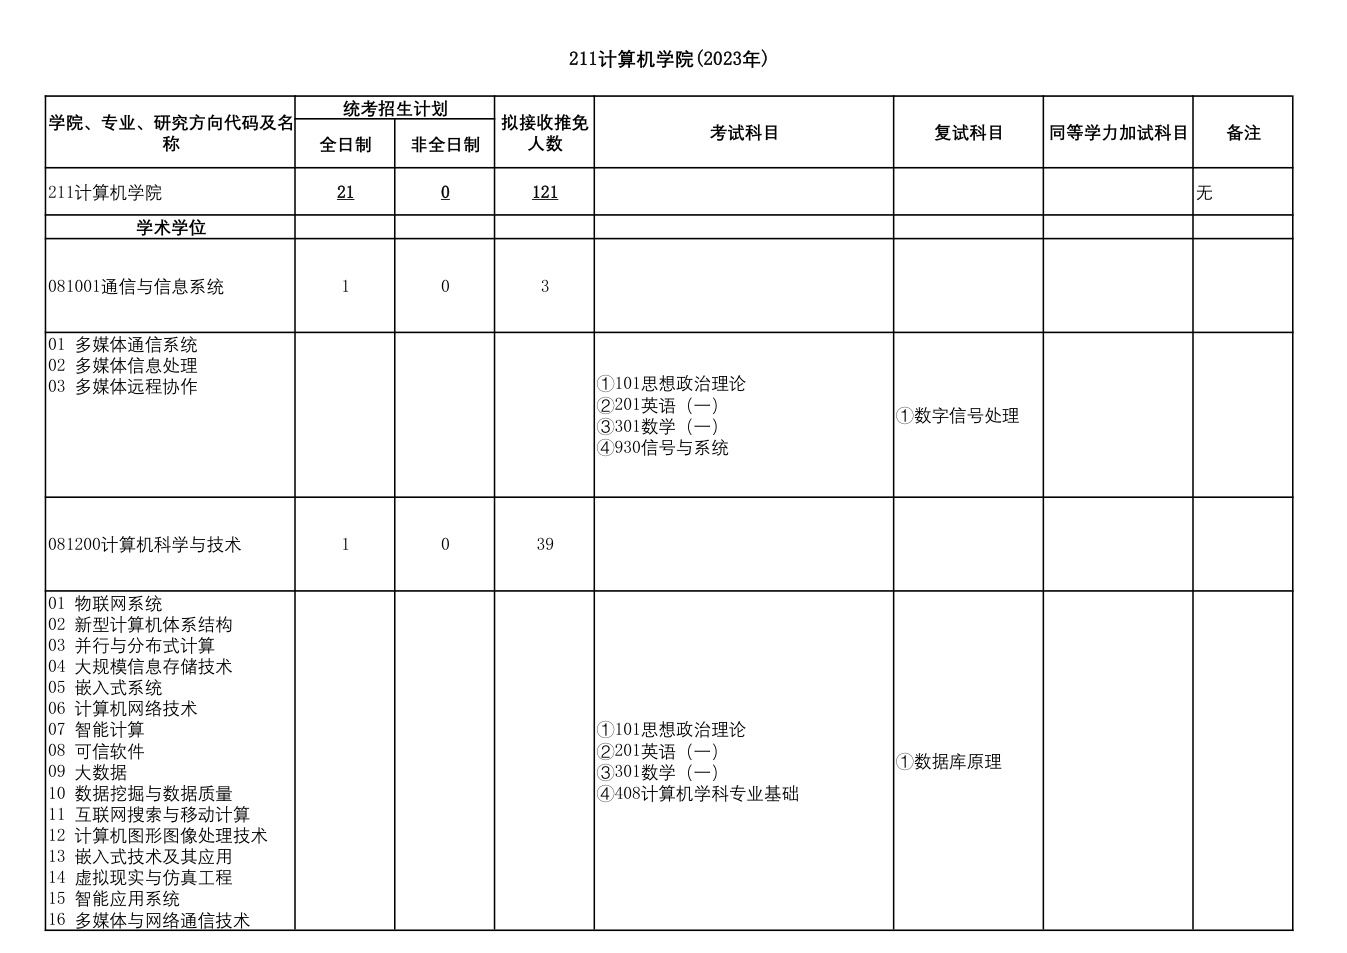 211计算机学院(2023年)
学院、专业、研究方向代码及名
称
统考招生计划
全日制
非全日制
拟接收推免
人数
考试科目
复试科目
同等学力加试科目
备注
211计算机学院
21
0
121
无
学术学位
081001通信与信息系统
1
0
3
01 多媒体通信系统
02 多媒体信息处理
03 多媒体远程协作
①101思想政治理论
②201英语（一）
③301数学（一）
④930信号与系统
①数字信号处理
081200计算机科学与技术
1
0
39
01 物联网系统
02 新型计算机体系结构
03 并行与分布式计算
04 大规模信息存储技术
05 嵌入式系统
06 计算机网络技术
07 智能计算
08 可信软件
09 大数据
10 数据挖掘与数据质量
11 互联网搜索与移动计算
12 计算机图形图像处理技术
13 嵌入式技术及其应用
14 虚拟现实与仿真工程
15 智能应用系统
16 多媒体与网络通信技术
①101思想政治理论
②201英语（一）
③301数学（一）
④408计算机学科专业基础
①数据库原理